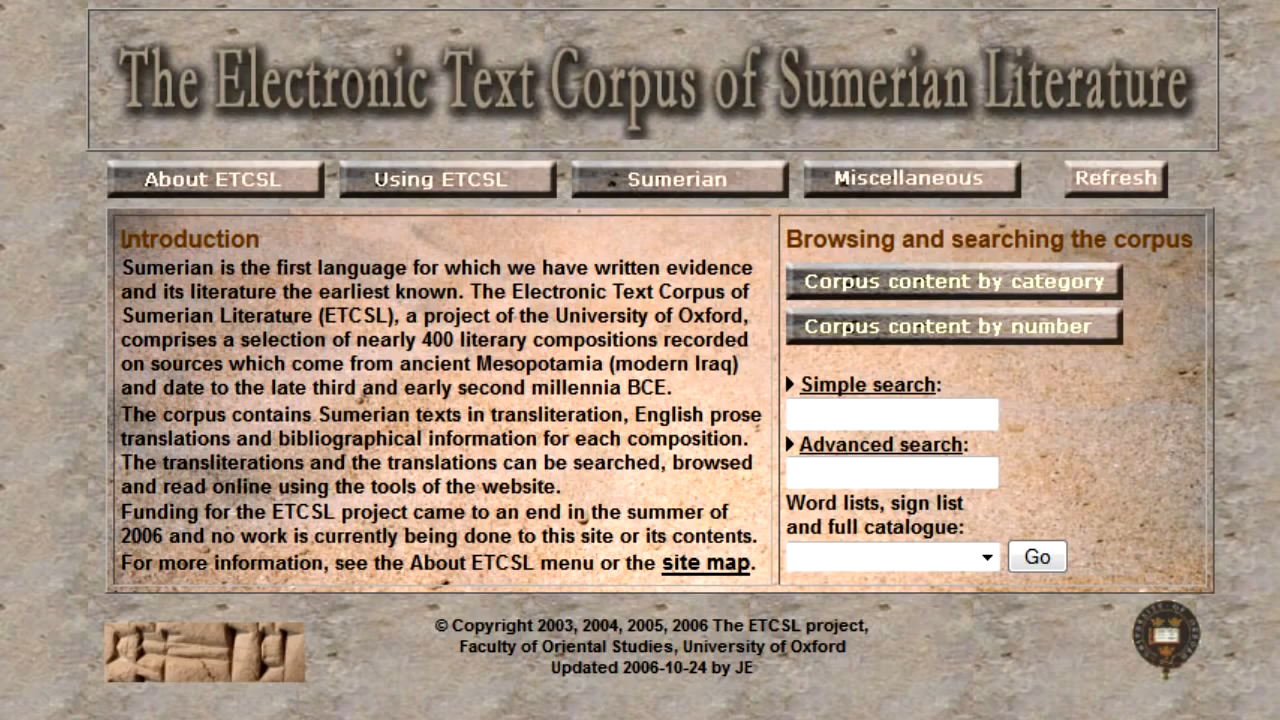 The Electronic Text Corpus of Sumerian Literature
About ETCSL
Using ETCSL
Sumerian
Miscellaneous
Refresh
Introduction
Sumerian is the first language for which we have written evidence
and its literature the earliest known. The Electronic Text Corpus of
Sumerian Literature (ETCSL), a project of the University of Oxford,
comprises a selection of nearly 400 literary compositions recorded
on sources which come from ancient Mesopotamia (modern Iraq)
and date to the late third and early second millennia BCE.
The corpus contains Sumerian texts in transliteration, English prose
translations and bibliographical information for each composition.
The transliterations and the translations can be searched, browsed
and read online using the tools of the website.
Funding for the ETCSL project came to an end in the summer of
2006 and no work is currently being done to this site or its contents.
For more information, see the About ETCSL menu or the site map.
Browsing and searching the corpus
Corpus content by category
Corpus content by number
Simple search:
Advanced search:
Word lists, sign list
and full catalogue:
Go
© Copyright 2003, 2004, 2005, 2006 The ETCSL project,
Faculty of Oriental Studies, University of Oxford
Updated 2006-10-24 by JE